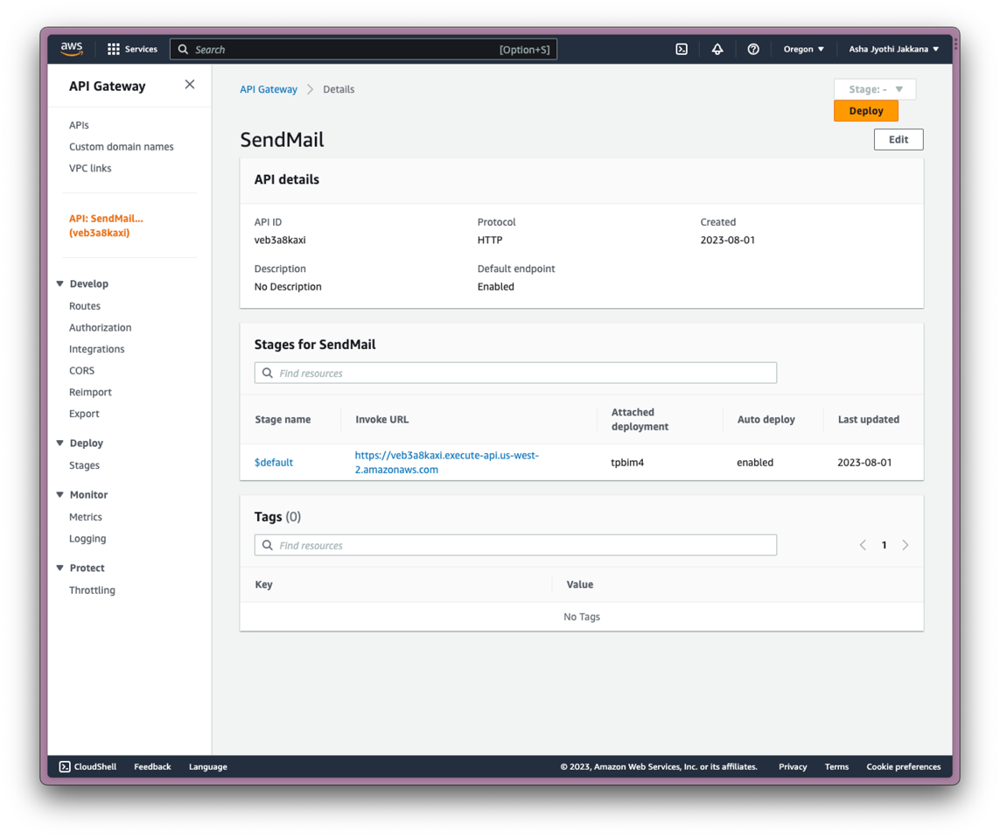 aws
Services
Search
[Option+S]
Oregon
Asha Jyothi Jakkana
API Gateway
APIs
Custom domain names
VPC links
API: SendMail...
(veb3a8kaxi)
Develop
Routes
Authorization
Integrations
CORS
Reimport
Export
Deploy
Stages
Monitor
Metrics
Logging
Protect
Throttling
API Gateway
Details
Stage: -
Deploy
SendMail
Edit
API details
API ID
Protocol
Created
veb3a8kaxi
HTTP
2023-08-01
Description
Default endpoint
No Description
Enabled
Stages for SendMail
Find resources
Stage name
Invoke URL
Attached
deployment
Auto deploy
Last updated
$default
https://veb3a8kaxi.execute-api.us-west-
2.amazonaws.com
tpbim4
enabled
2023-08-01
Tags (0)
Find resources
1
Key
Value
No Tags
CloudShell
Feedback
Language
© 2023, Amazon Web Services, Inc. or its affiliates.
Privacy
Terms
Cookie preferences